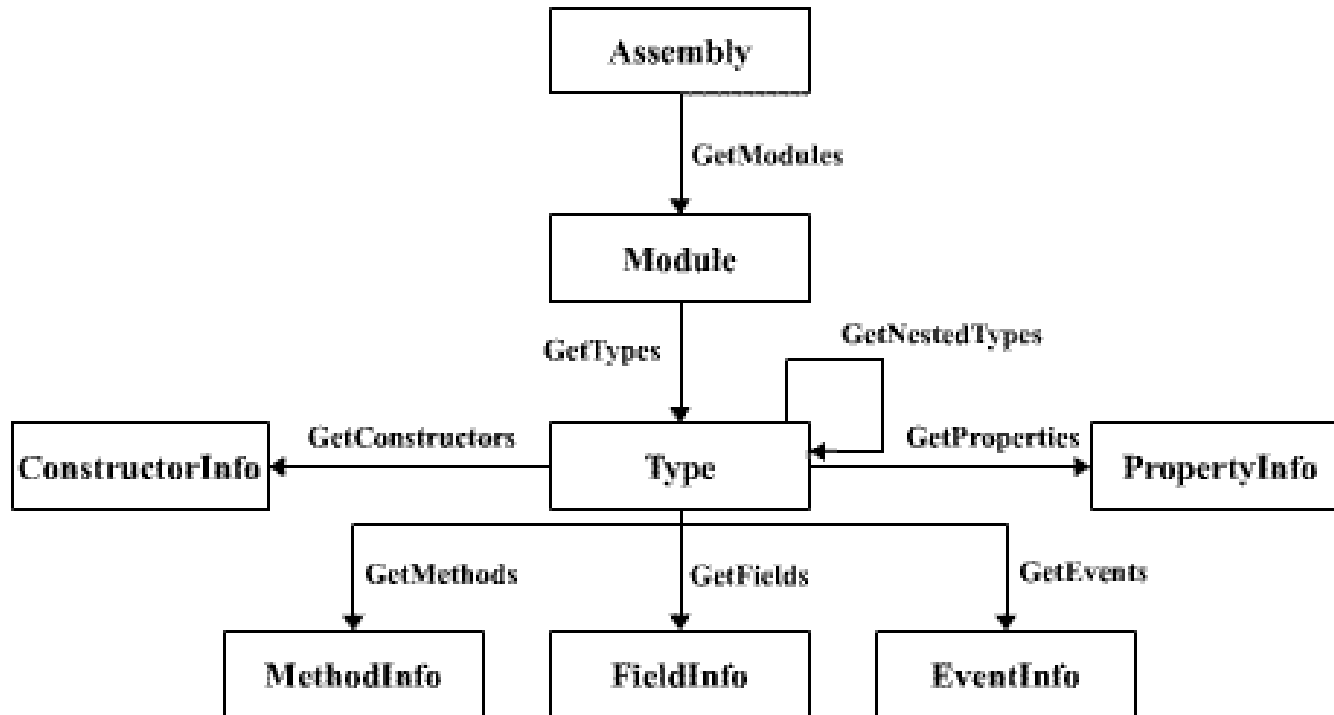 Assembly
GetModules
Module
GetTypes
GetNestedTypes
GetConstructors
GetProperties
ConstructorInfo
Type
PropertyInfo
GetMethods
GetFields
GetEvents
MethodInfo
FieldInfo
EventInfo